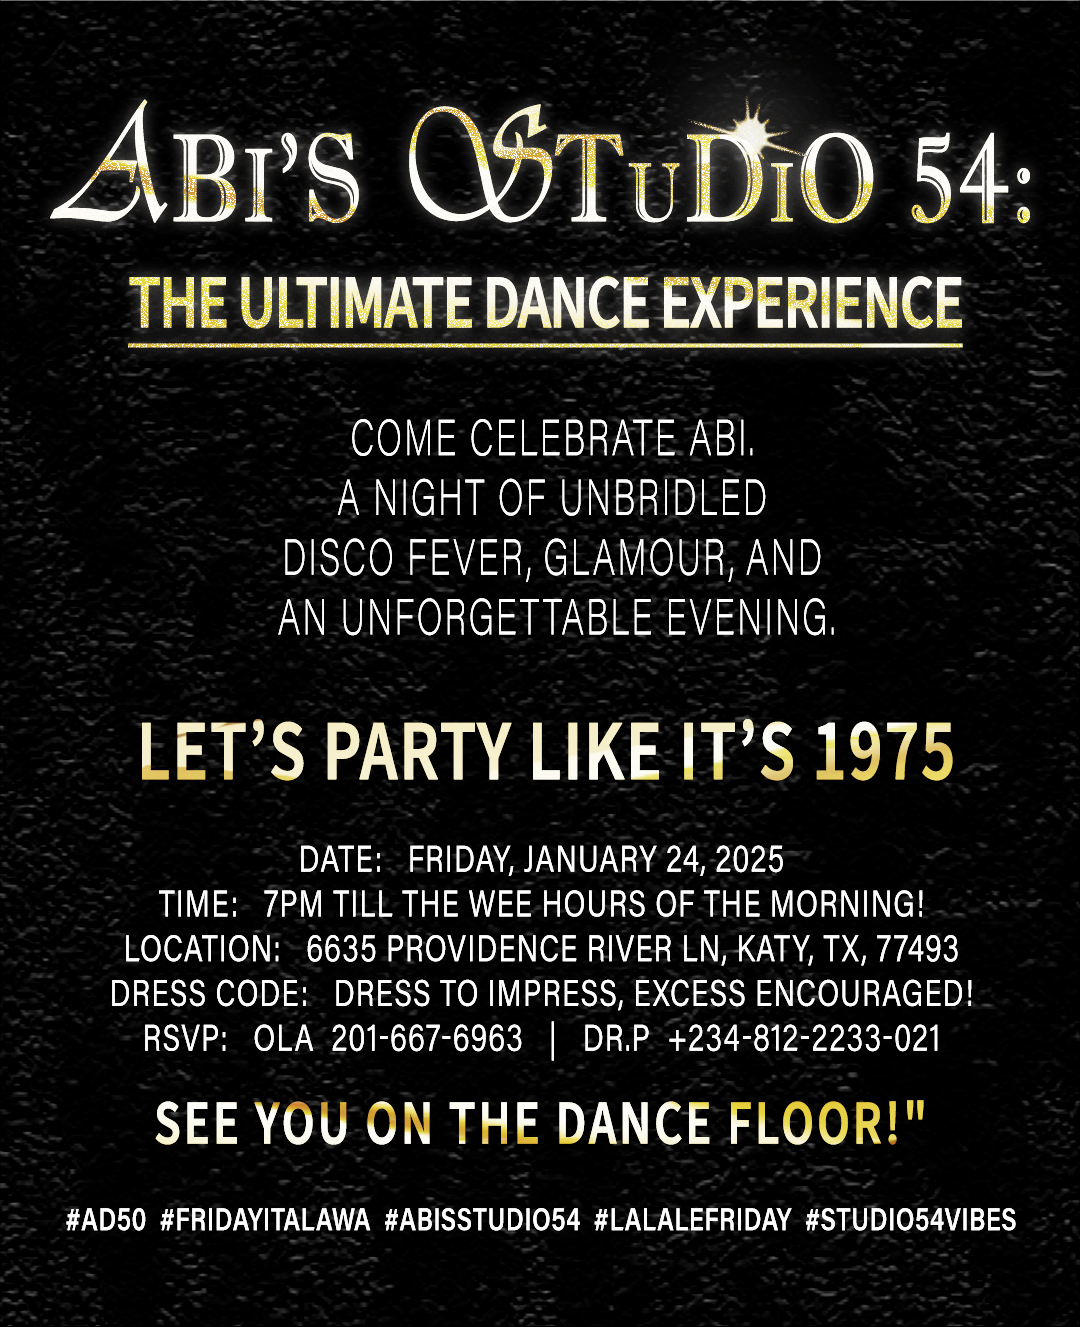 ABI'S STUDIO 54:
THE ULTIMATE DANCE EXPERIENCE
COME CELEBRATE ABI.
A NIGHT OF UNBRIDLED
DISCO FEVER, GLAMOUR, AND
AN UNFORGETTABLE EVENING.
LET'S PARTY LIKE IT'S 1975
DATE: FRIDAY, JANUARY 24, 2025
TIME: 7PM TILL THE WEE HOURS OF THE MORNING!
LOCATION: 6635 PROVIDENCE RIVER LN, KATY, TX, 77493
DRESS CODE: DRESS TO IMPRESS, EXCESS ENCOURAGED!
RSVP: OLA 201-667-6963 | DR.P +234-812-2233-021
SEE YOU ON THE DANCE FLOOR!"
#AD50 #FRIDAYITALAWA #ABISSTUDIO54 #LALALEFRIDAY #STUDIO54VIBES